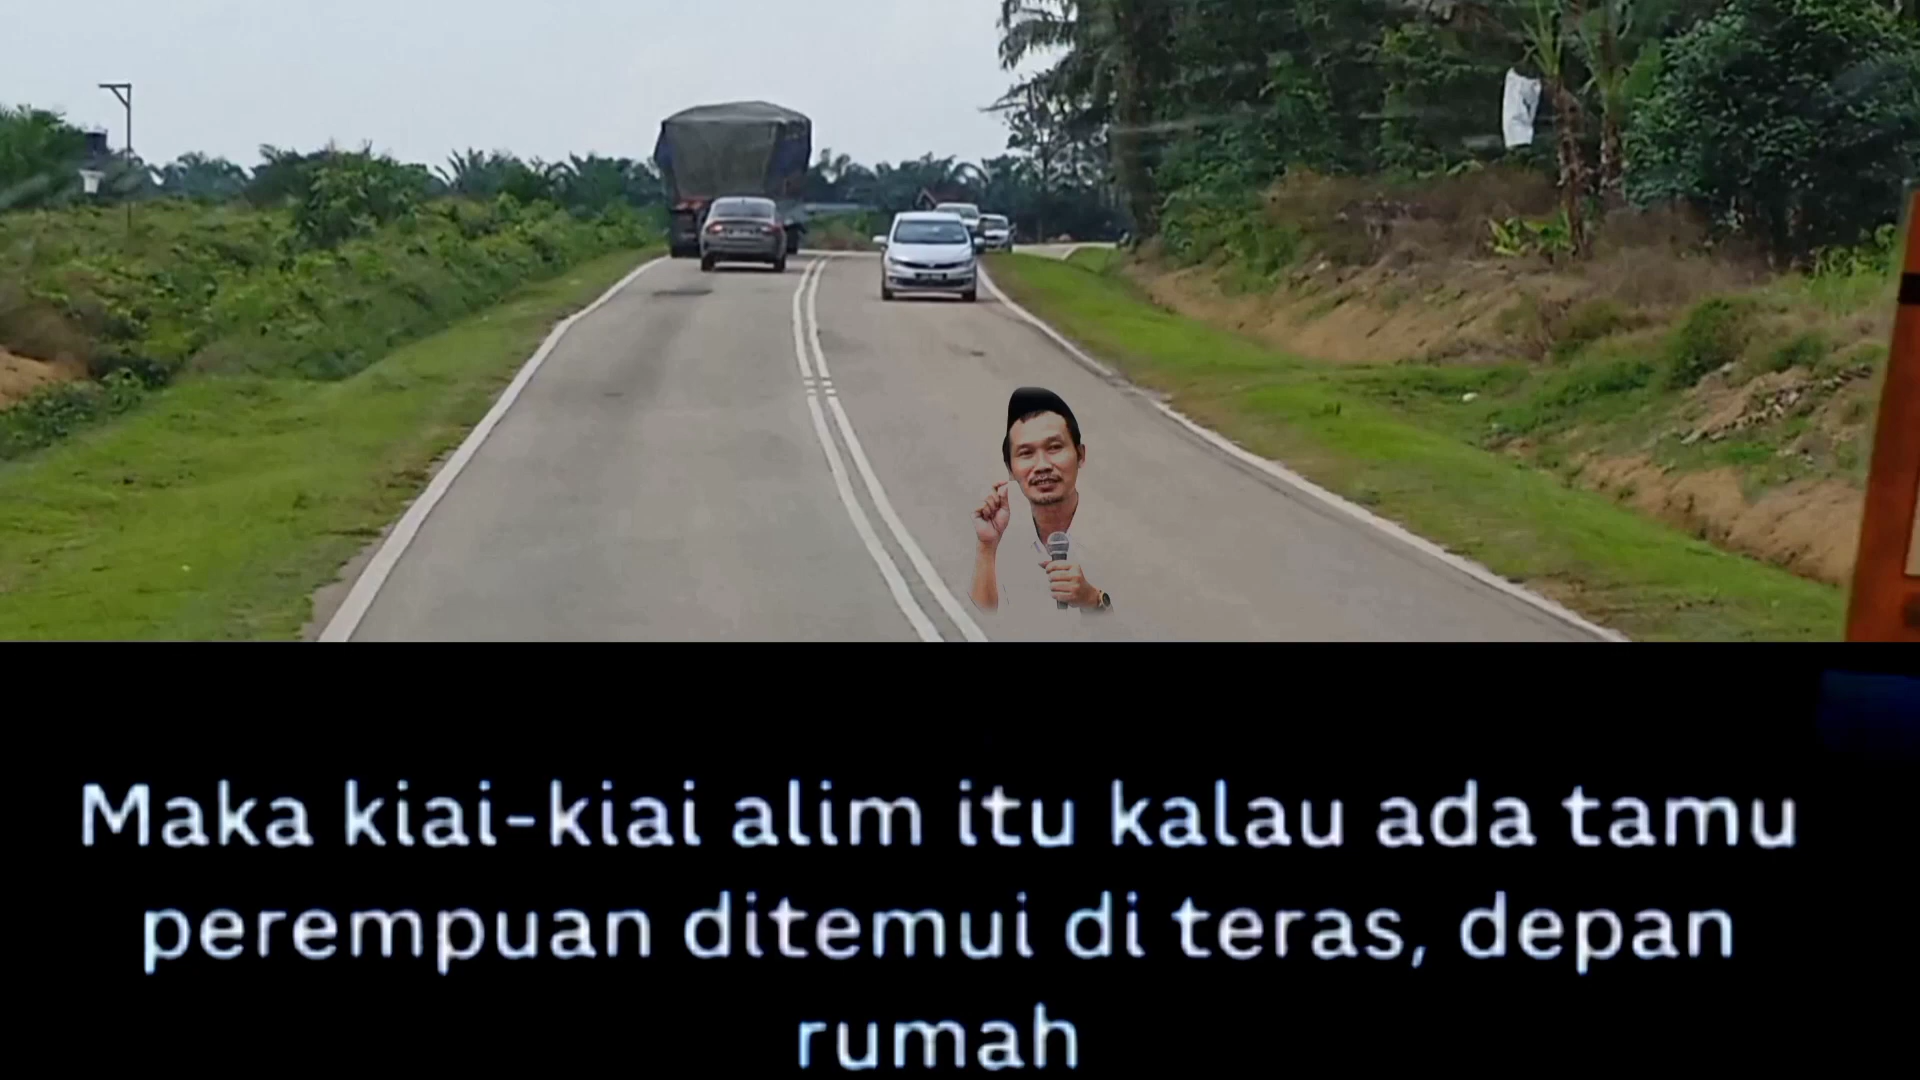 Maka kiai-kiai alim itu kalau ada tamu
perempuan ditemui di teras, depan
rumah